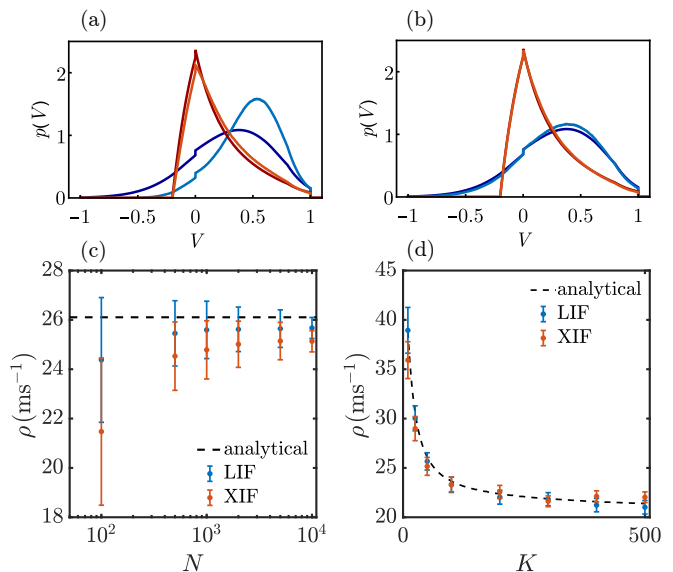 (a)
(b)
p(V)
2
1
0
−1
−0.5
0
0.5
1
V
p(V)
2
1
0
−1
−0.5
0
0.5
1
V
(c)
(d)
ρ (ms⁻¹)
28
26
24
22
20
18
analytical
LIF
XIF
10²
10³
10⁴
N
ρ (ms⁻¹)
45
40
35
30
25
20
analytical
LIF
XIF
0
500
K